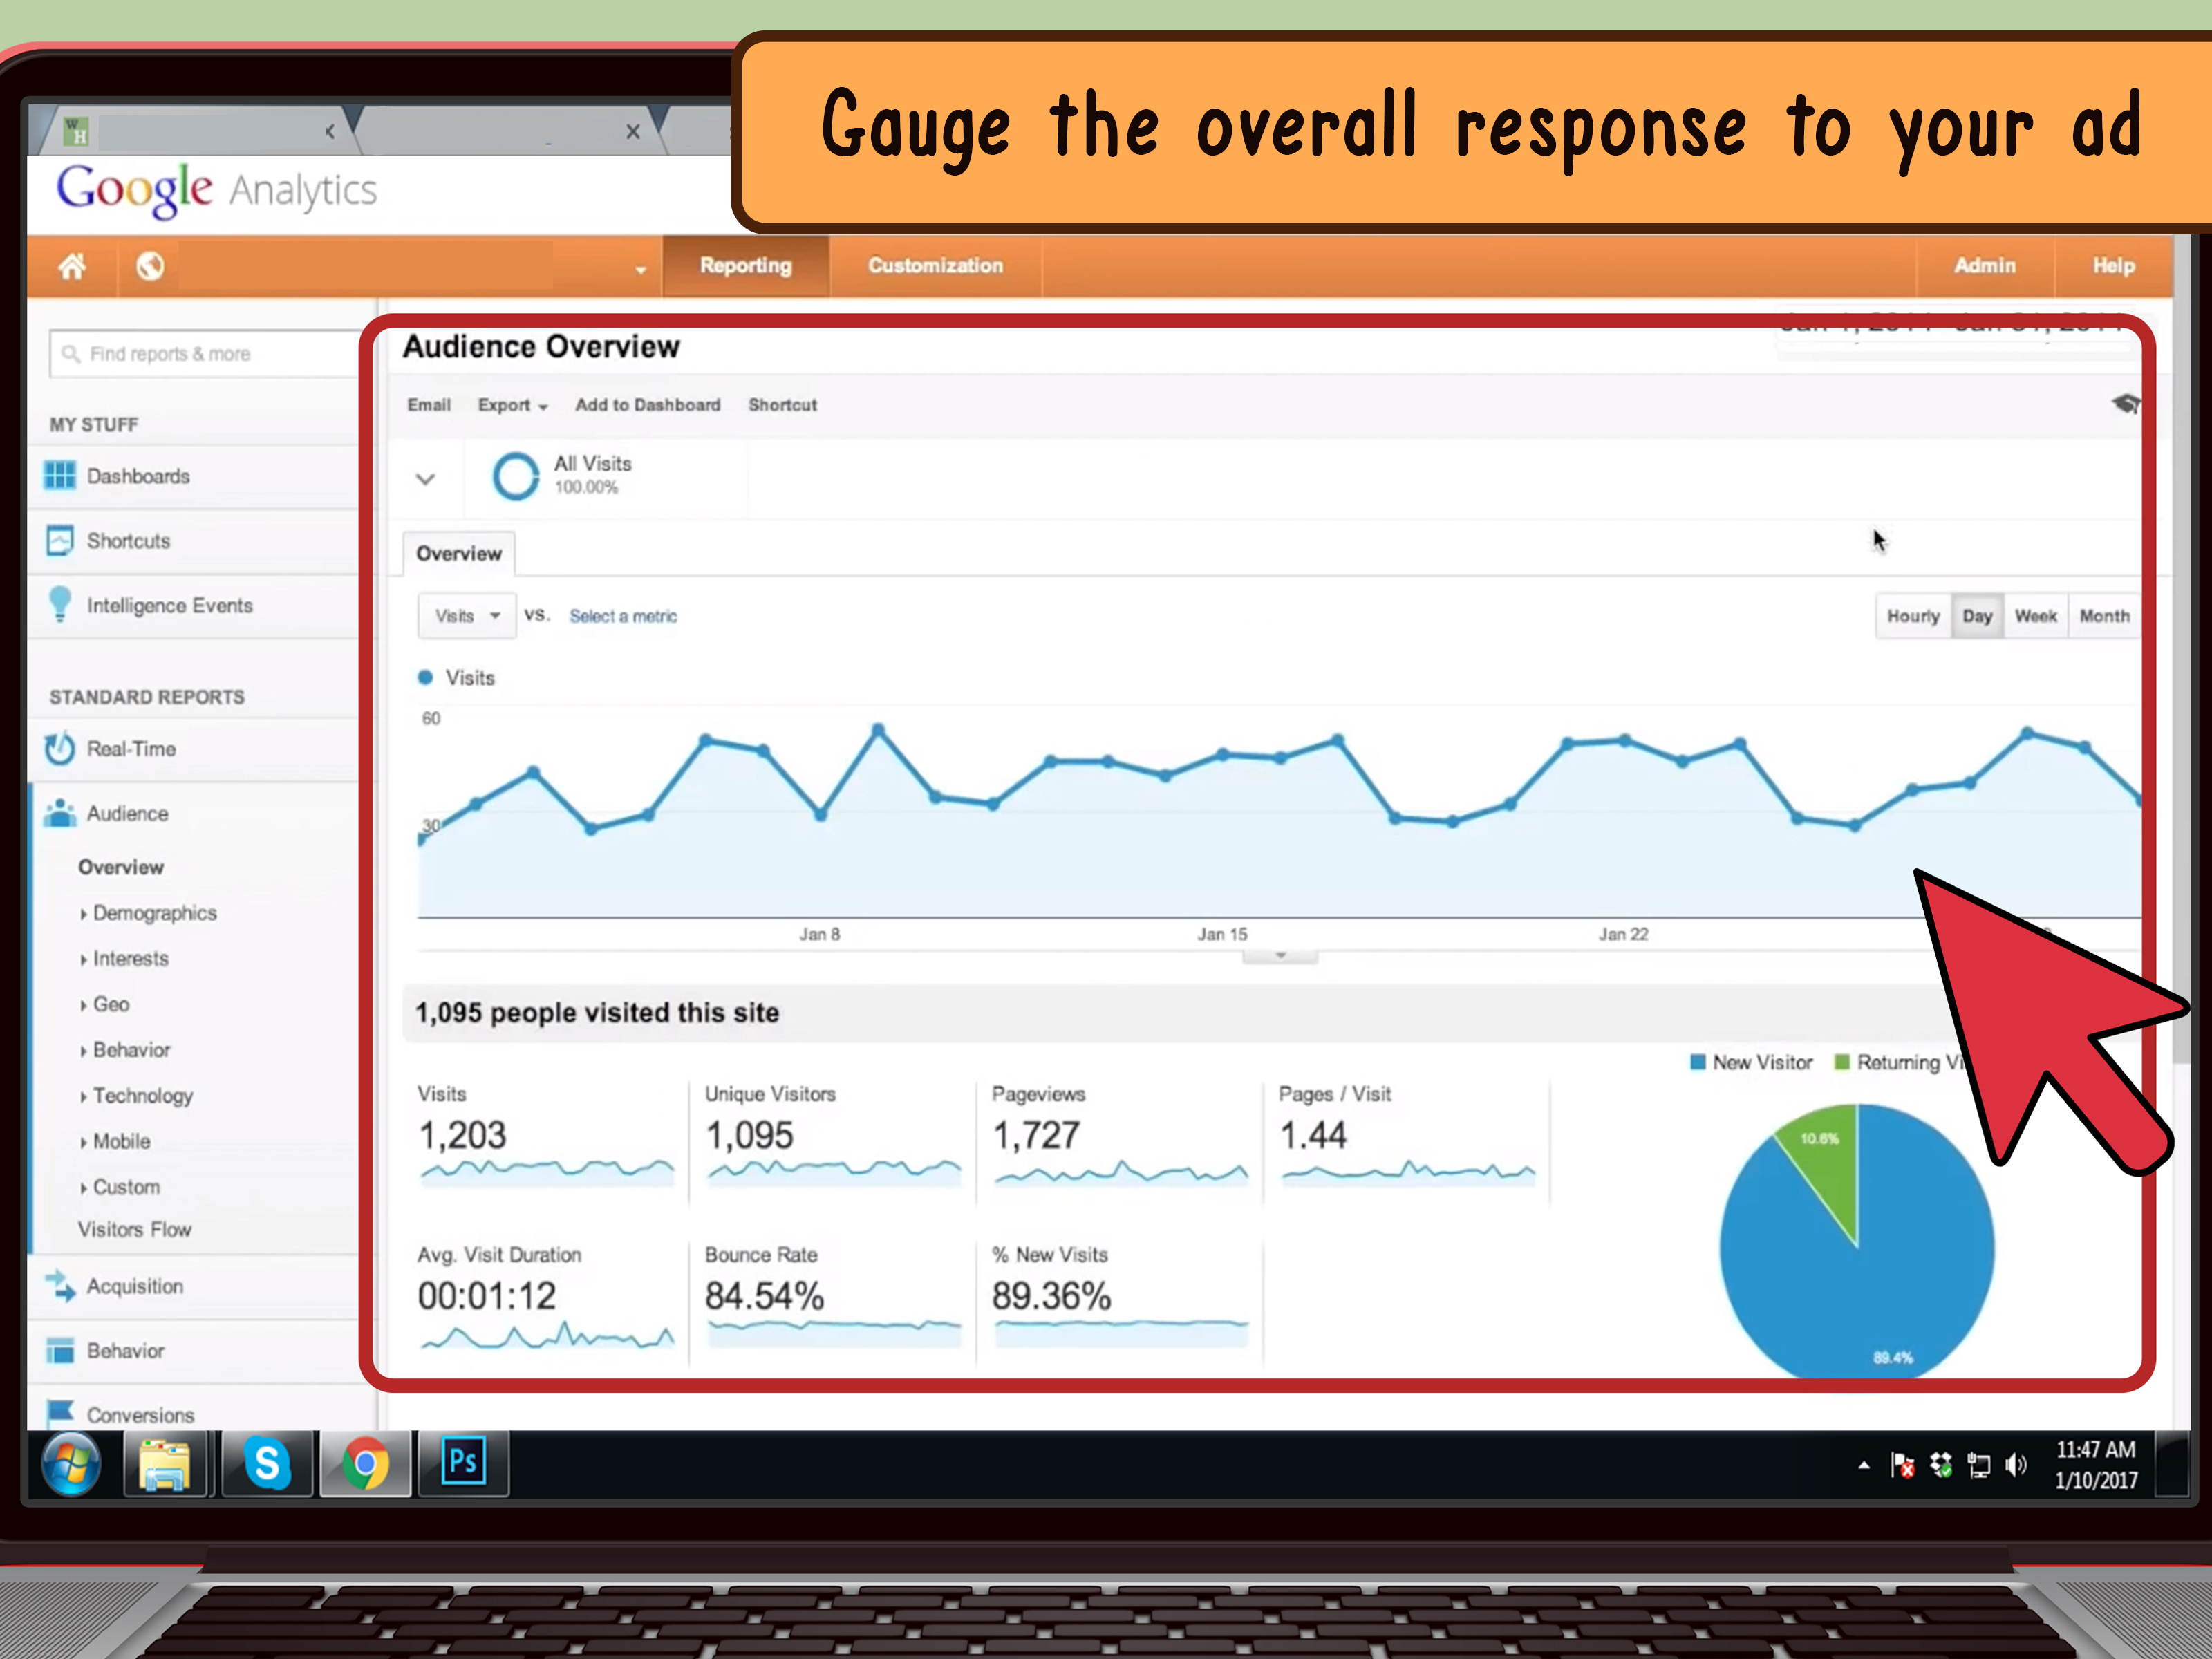 Gauge the overall response to your ad
W
H
Google Analytics
Reporting
Customization
Admin
Help
Find reports & more
MY STUFF
Dashboards
Shortcuts
Intelligence Events
STANDARD REPORTS
Real-Time
Audience
Overview
Demographics
Interests
Geo
Behavior
Technology
Mobile
Custom
Visitors Flow
Acquisition
Behavior
Conversions
Audience Overview
Email Export Add to Dashboard Shortcut
All Visits
100.00%
Overview
Visits VS. Select a metric
Hourly Day Week Month
Visits
60
30
Jan 8 Jan 15 Jan 22
1,095 people visited this site
New Visitor Returning
Visits
1,203
Unique Visitors
1,095
Pageviews
1,727
Pages / Visit
1.44
Avg. Visit Duration
00:01:12
Bounce Rate
84.54%
% New Visits
89.36%
10.6%
89.4%
S
Ps
11:47 AM
1/10/2017